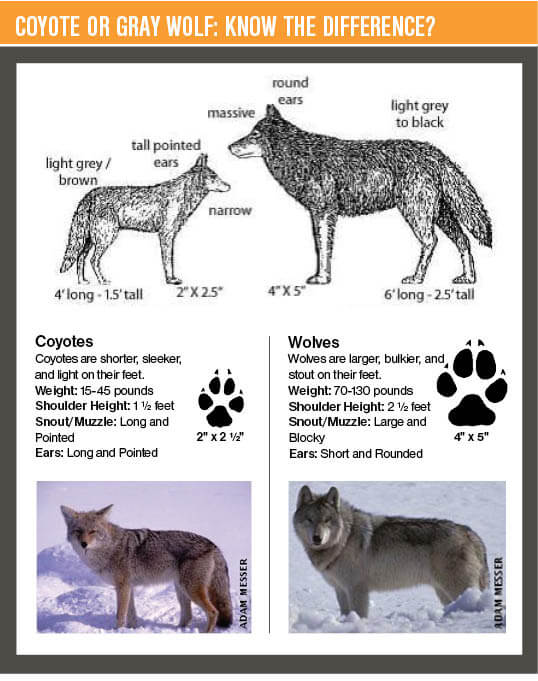 COYOTE OR GRAY WOLF: KNOW THE DIFFERENCE?
round
ears
massive
light grey
to black
tall pointed
ears
light grey /
brown
narrow
4' long - 1.5' tall
2" X 2.5"
4" X 5"
6' long - 2.5' tall
Coyotes
Coyotes are shorter, sleeker,
and light on their feet.
Weight: 15-45 pounds
Shoulder Height: 1 ½ feet
Snout/Muzzle: Long and
Pointed
Ears: Long and Pointed
2" x 2 ½"
Wolves
Wolves are larger, bulkier, and
stout on their feet.
Weight: 70-130 pounds
Shoulder Height: 2 ½ feet
Snout/Muzzle: Large and
Blocky
Ears: Short and Rounded
4" x 5"
ADAM MESSER
ADAM MESSER